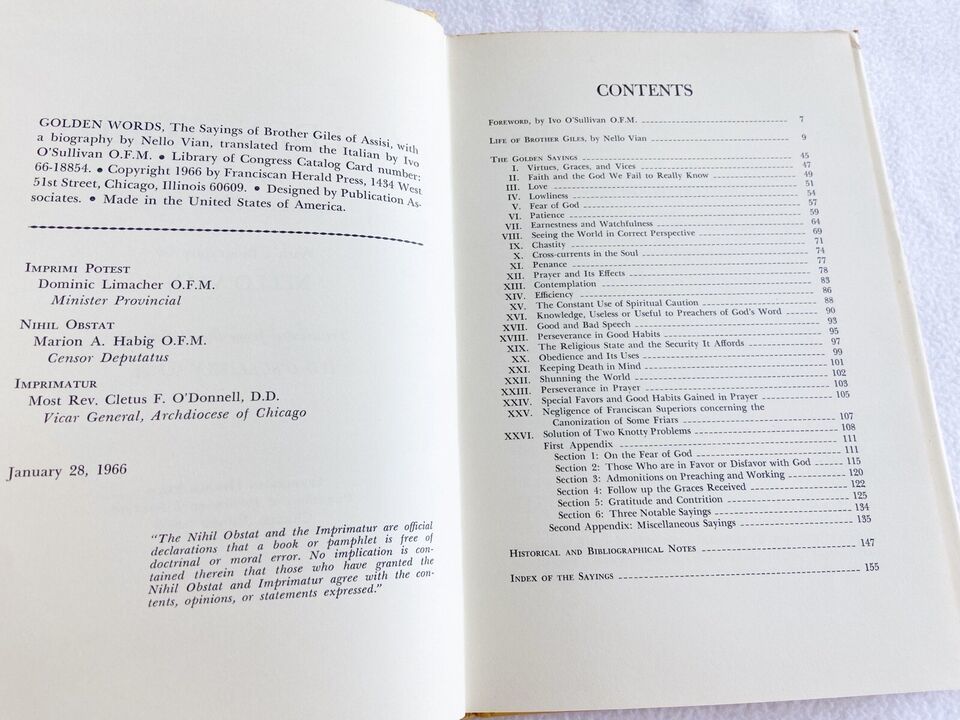 GOLDEN WORDS, The Sayings of Brother Giles of Assisi, with
a biography by Nello Vian, translated from the Italian by Ivo
O'Sullivan O.F.M. • Library of Congress Catalog Card number:
66-18854. • Copyright 1966 by Franciscan Herald Press, 1434 West
51st Street, Chicago, Illinois 60609. • Designed by Publication As-
sociates. • Made in the United States of America.
IMPRIMI POTEST
Dominic Limacher O.F.M.
Minister Provincial
NIHIL OBSTAT
Marion A. Habig O.F.M.
Censor Deputatus
IMPRIMATUR
Most Rev. Cletus F. O'Donnell, D.D.
Vicar General, Archdiocese of Chicago
January 28, 1966
"The Nihil Obstat and the Imprimatur are official
declarations that a book or pamphlet is free of
doctrinal or moral error. No implication is con-
tained therein that those who have granted the
Nihil Obstat and Imprimatur agree with the con-
tents, opinions, or statements expressed."
CONTENTS
FOREWORD, by Ivo O'Sullivan O.F.M. 7
LIFE OF BROTHER GILES, by Nello Vian 9
THE GOLDEN SAYINGS 45
I. Virtues, Graces, and Vices 47
II. Faith and the God We Fail to Really Know 49
III. Love 51
IV. Lowliness 54
V. Fear of God 57
VI. Patience 59
VII. Earnestness and Watchfulness 64
VIII. Seeing the World in Correct Perspective 69
IX. Chastity 71
X. Cross-currents in the Soul 74
XI. Penance 77
XII. Prayer and Its Effects 78
XIII. Contemplation 83
XIV. Efficiency 86
XV. The Constant Use of Spiritual Caution 88
XVI. Knowledge, Useless or Useful to Preachers of God's Word 90
XVII. Good and Bad Speech 93
XVIII. Perseverance in Good Habits 95
XIX. The Religious State and the Security It Affords 97
XX. Obedience and Its Uses 99
XXI. Keeping Death in Mind 101
XXII. Shunning the World 102
XXIII. Perseverance in Prayer 103
XXIV. Special Favors and Good Habits Gained in Prayer 105
XXV. Negligence of Franciscan Superiors concerning the
Canonization of Some Friars 107
XXVI. Solution of Two Knotty Problems 108
First Appendix 111
Section 1: On the Fear of God 111
Section 2: Those Who are in Favor or Disfavor with God 115
Section 3: Admonitions on Preaching and Working 120
Section 4: Follow up the Graces Received 122
Section 5: Gratitude and Contrition 125
Section 6: Three Notable Sayings 134
Second Appendix: Miscellaneous Sayings 135
HISTORICAL AND BIBLIOGRAPHICAL NOTES 147
INDEX OF THE SAYINGS 155